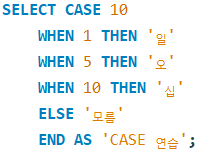 SELECT CASE 10
WHEN 1 THEN '일'
WHEN 5 THEN '오'
WHEN 10 THEN '십'
ELSE '모름'
END AS 'CASE 연습';